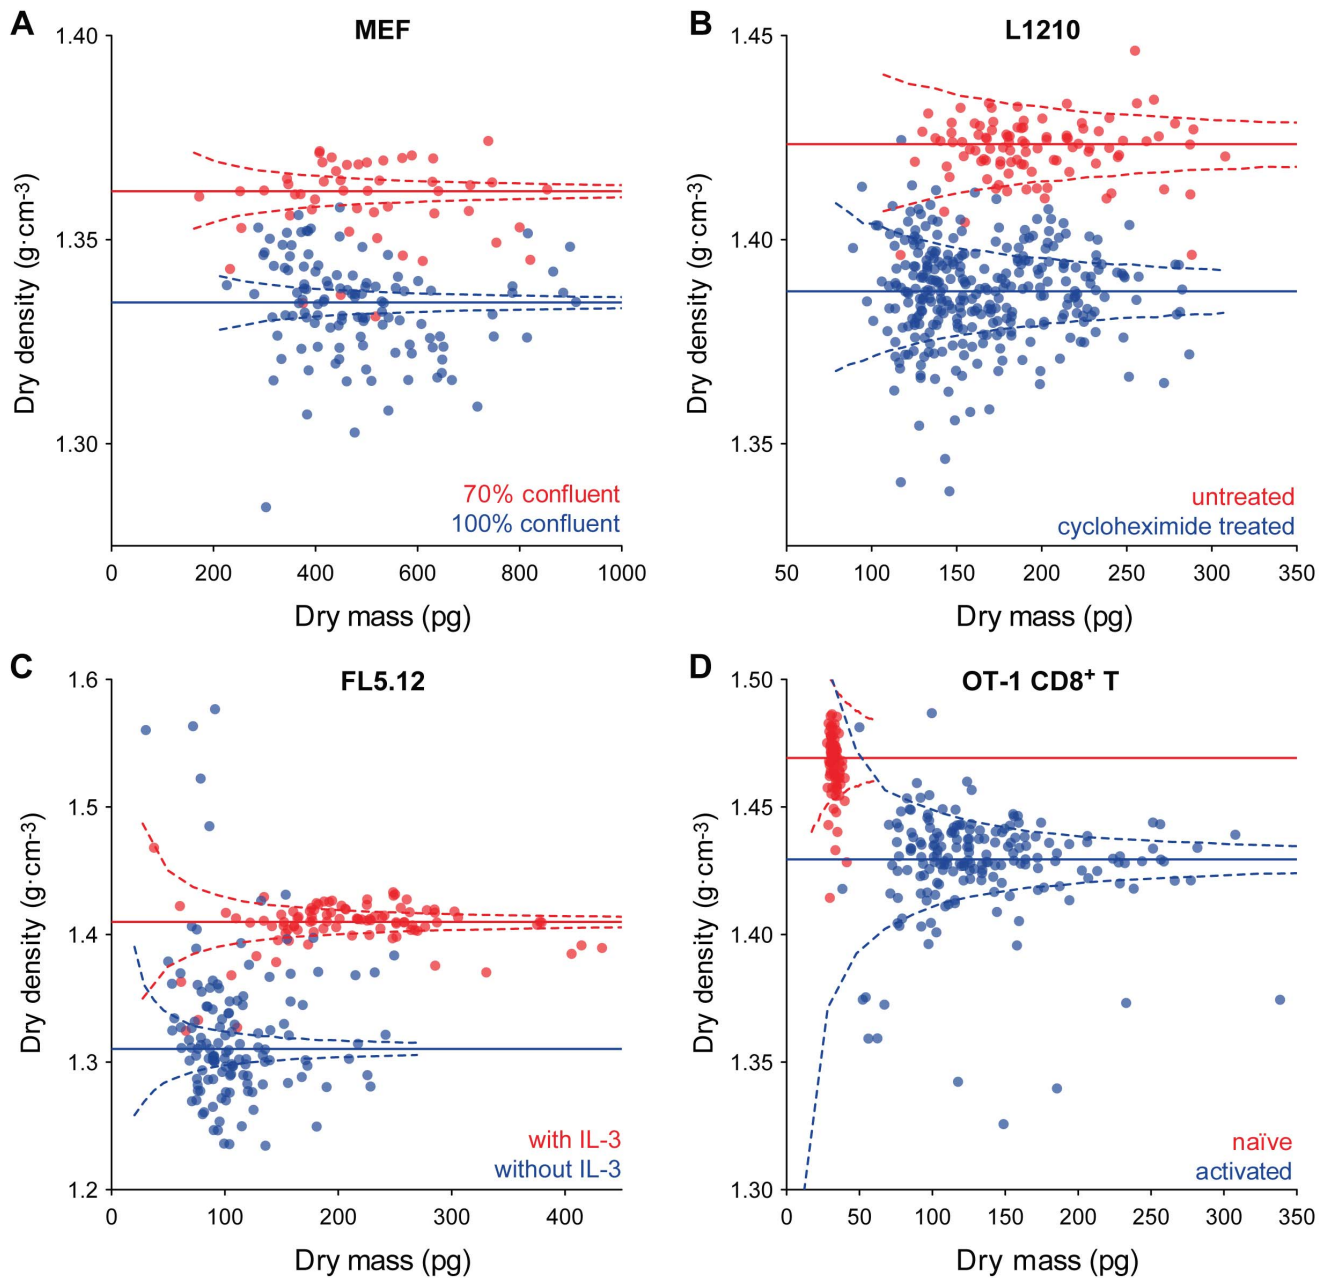 A
MEF
1.40
1.35
1.30
Dry density (g·cm-3)
70% confluent
100% confluent
0 200 400 600 800 1000
Dry mass (pg)
B
L1210
1.45
1.40
1.35
Dry density (g·cm-3)
untreated
cycloheximide treated
50 100 150 200 250 300 350
Dry mass (pg)
C
FL5.12
1.6
1.5
1.4
1.3
1.2
Dry density (g·cm-3)
with IL-3
without IL-3
0 100 200 300 400
Dry mass (pg)
D
OT-1 CD8+ T
1.50
1.45
1.40
1.35
1.30
Dry density (g·cm-3)
naïve
activated
0 50 100 150 200 250 300 350
Dry mass (pg)